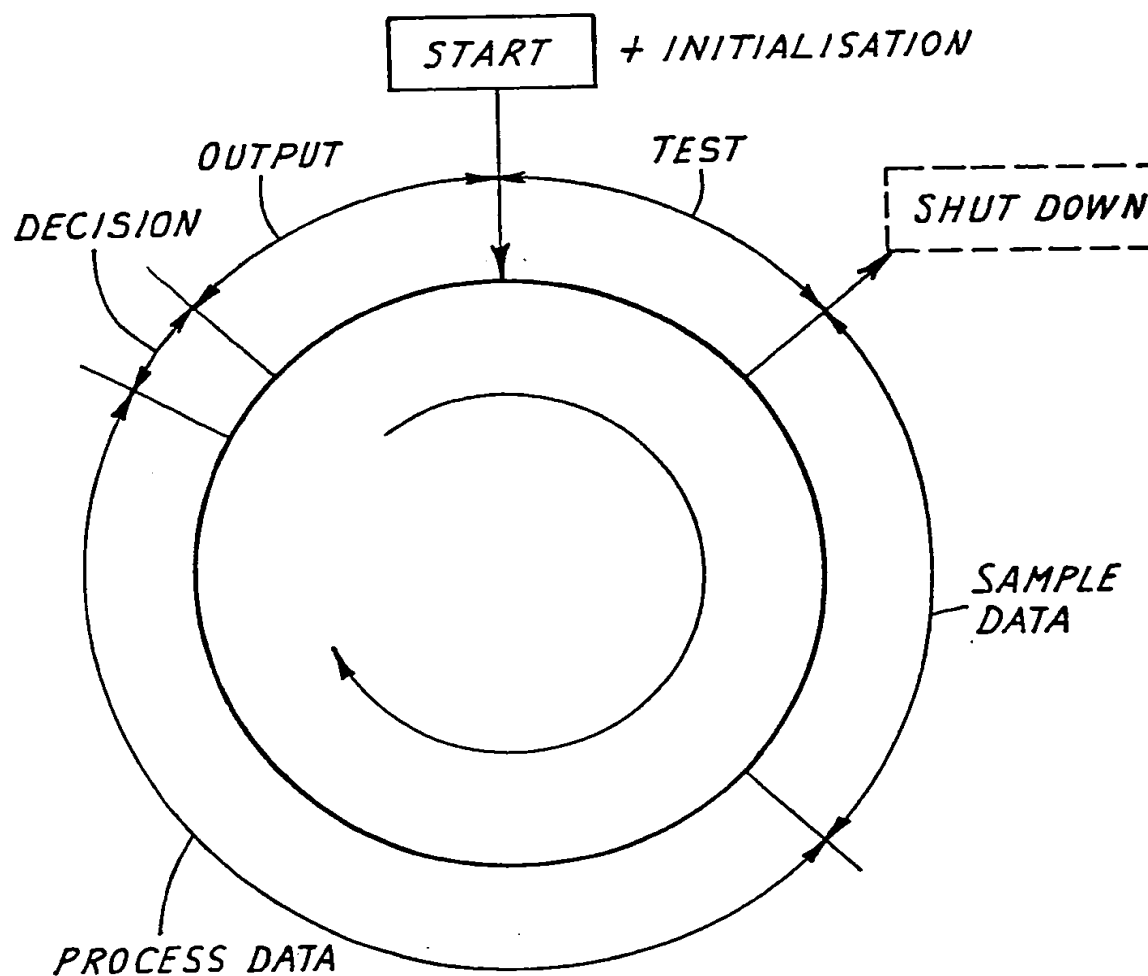 START + INITIALISATION
OUTPUT
TEST
DECISION
SHUT DOWN
SAMPLE
DATA
PROCESS DATA